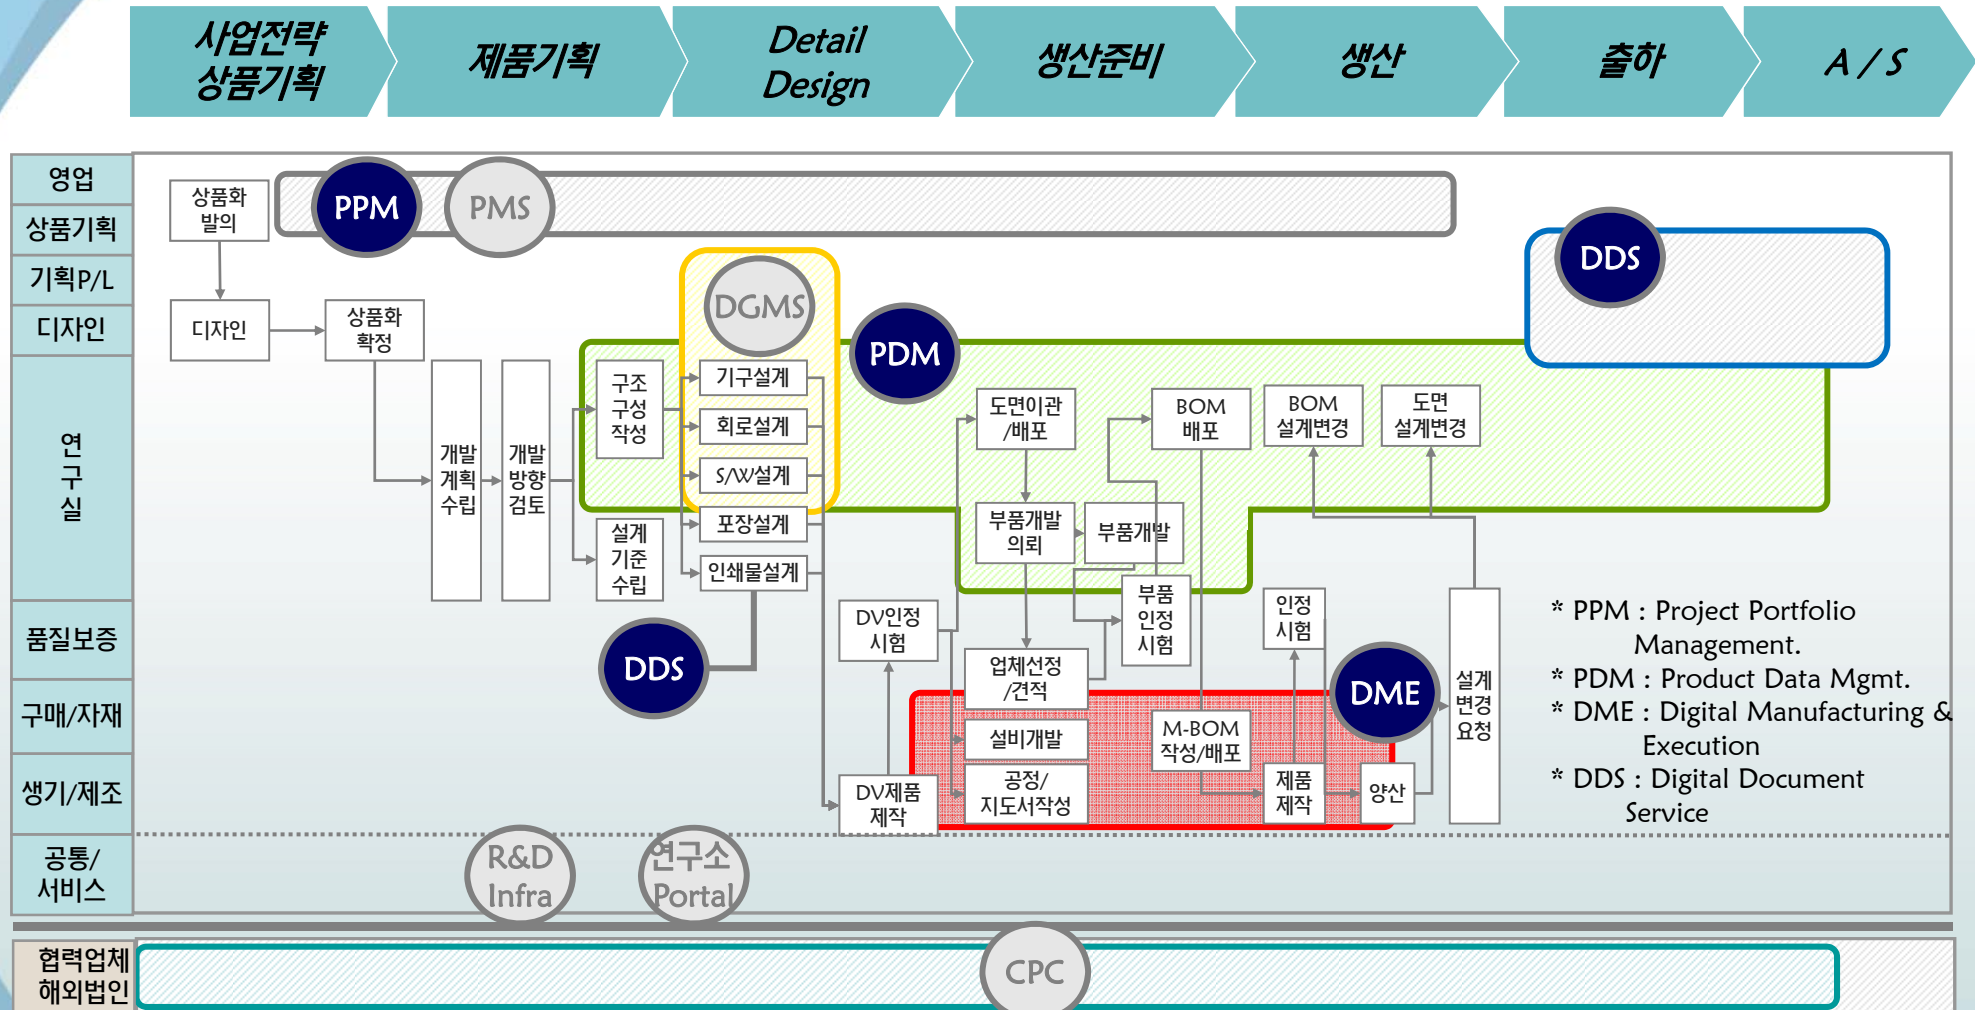 사업전략
상품기획
제품기획
Detail
Design
생산준비
생산
출하
A / S
영업
상품기획
기획P/L
디자인
연
구
실
품질보증
구매/자재
생기/제조
공통/
서비스
협력업체
해외법인
상품화
발의
PPM
PMS
DDS
디자인
상품화
확정
DGMS
PDM
개발
계획
수립
개발
방향
검토
구조
구성
작성
설계
기준
수립
기구설계
회로설계
S/W설계
포장설계
인쇄물설계
DDS
도면이관
/배포
BOM
배포
BOM
설계변경
도면
설계변경
부품개발
의뢰
부품개발
부품
인정
시험
DV인정
시험
업체선정
/견적
인정
시험
DME
설비개발
M-BOM
작성/배포
공정/
지도서작성
DV제품
제작
제품
제작
양산
설계
변경
요청
* PPM : Project Portfolio
Management.
* PDM : Product Data Mgmt.
* DME : Digital Manufacturing &
Execution
* DDS : Digital Document
Service
R&D
Infra
연구소
Portal
CPC